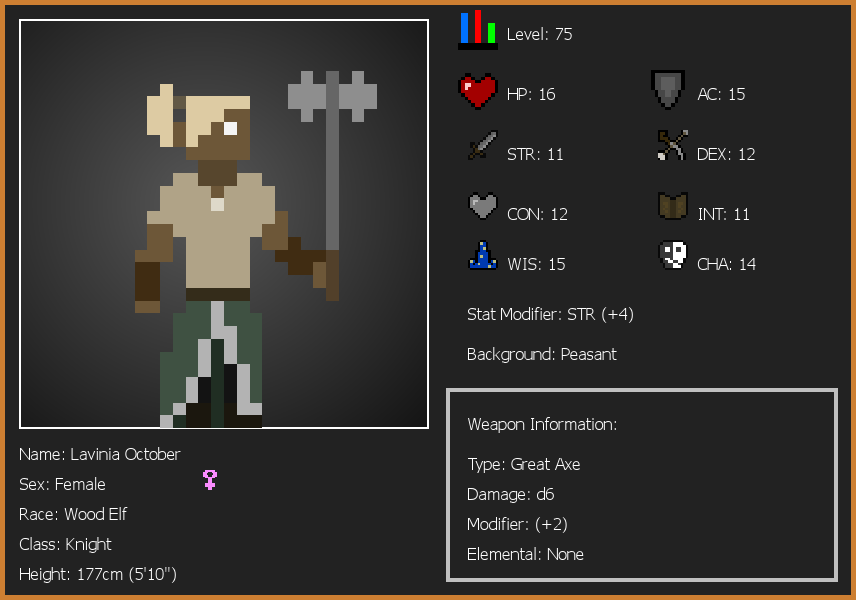 Level: 75
HP: 16
AC: 15
STR: 11
DEX: 12
CON: 12
INT: 11
WIS: 15
CHA: 14
Stat Modifier: STR (+4)
Background: Peasant
Weapon Information:
Type: Great Axe
Damage: d6
Modifier: (+2)
Elemental: None
Name: Lavinia October
Sex: Female
Race: Wood Elf
Class: Knight
Height: 177cm (5'10")